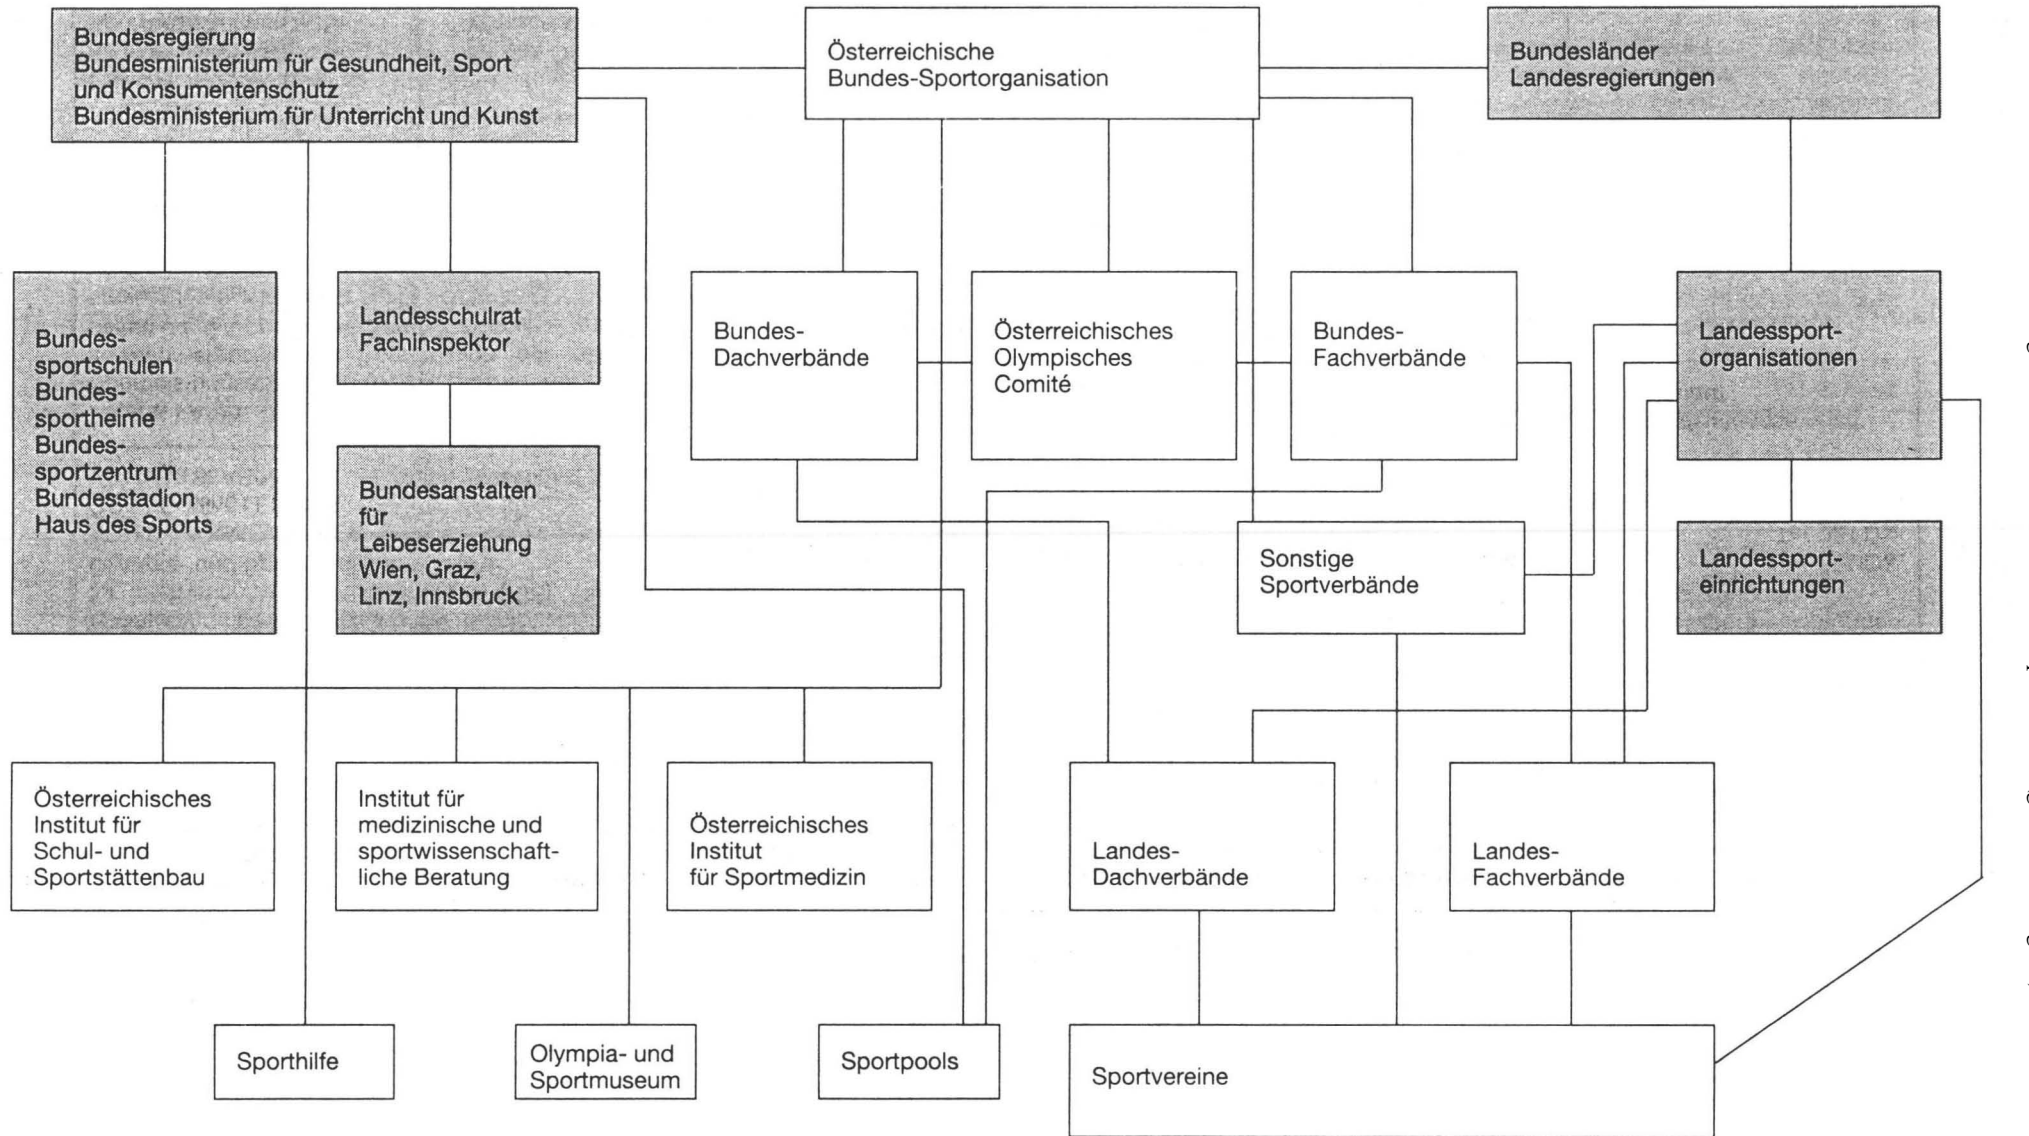 Bundesregierung
Bundesministerium für Gesundheit, Sport
und Konsumentenschutz
Bundesministerium für Unterricht und Kunst
Österreichische
Bundes-Sportorganisation
Bundesländer
Landesregierungen
Bundes-
sportschulen
Bundes-
sportheime
Bundes-
sportzentrum
Bundesstadion
Haus des Sports
Landesschulrat
Fachinspektor
Bundesanstalten
für
Leibeserziehung
Wien, Graz,
Linz, Innsbruck
Bundes-
Dachverbände
Österreichisches
Olympisches
Comité
Bundes-
Fachverbände
Landessport-
organisationen
Sonstige
Sportverbände
Landessport-
einrichtungen
Österreichisches
Institut für
Schul- und
Sportstättenbau
Institut für
medizinische und
sportwissenschaft-
liche Beratung
Österreichisches
Institut
für Sportmedizin
Landes-
Dachverbände
Landes-
Fachverbände
Sporthilfe
Olympia- und
Sportmuseum
Sportpools
Sportvereine